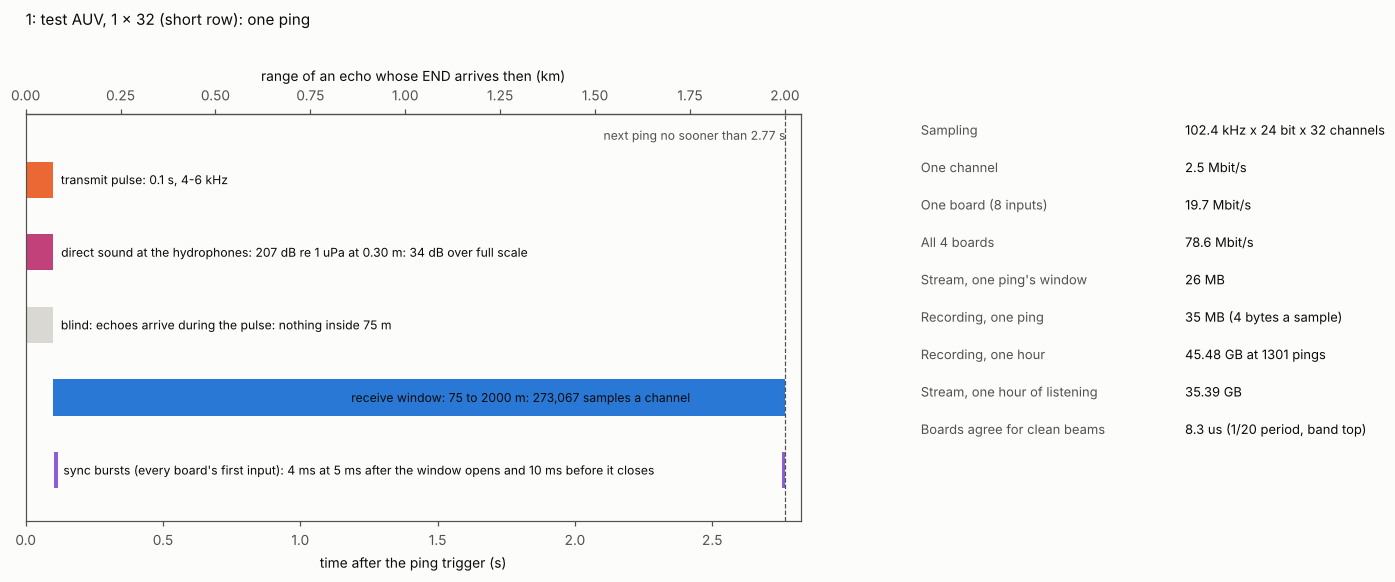 1: test AUV, 1 × 32 (short row): one ping
range of an echo whose END arrives then (km)
0.00 0.25 0.50 0.75 1.00 1.25 1.50 1.75 2.00
next ping no sooner than 2.77 s
transmit pulse: 0.1 s, 4-6 kHz
direct sound at the hydrophones: 207 dB re 1 uPa at 0.30 m: 34 dB over full scale
blind: echoes arrive during the pulse: nothing inside 75 m
receive window: 75 to 2000 m: 273,067 samples a channel
sync bursts (every board's first input): 4 ms at 5 ms after the window opens and 10 ms before it closes
0.0 0.5 1.0 1.5 2.0 2.5
time after the ping trigger (s)
Sampling 102.4 kHz x 24 bit x 32 channels
One channel 2.5 Mbit/s
One board (8 inputs) 19.7 Mbit/s
All 4 boards 78.6 Mbit/s
Stream, one ping's window 26 MB
Recording, one ping 35 MB (4 bytes a sample)
Recording, one hour 45.48 GB at 1301 pings
Stream, one hour of listening 35.39 GB
Boards agree for clean beams 8.3 us (1/20 period, band top)